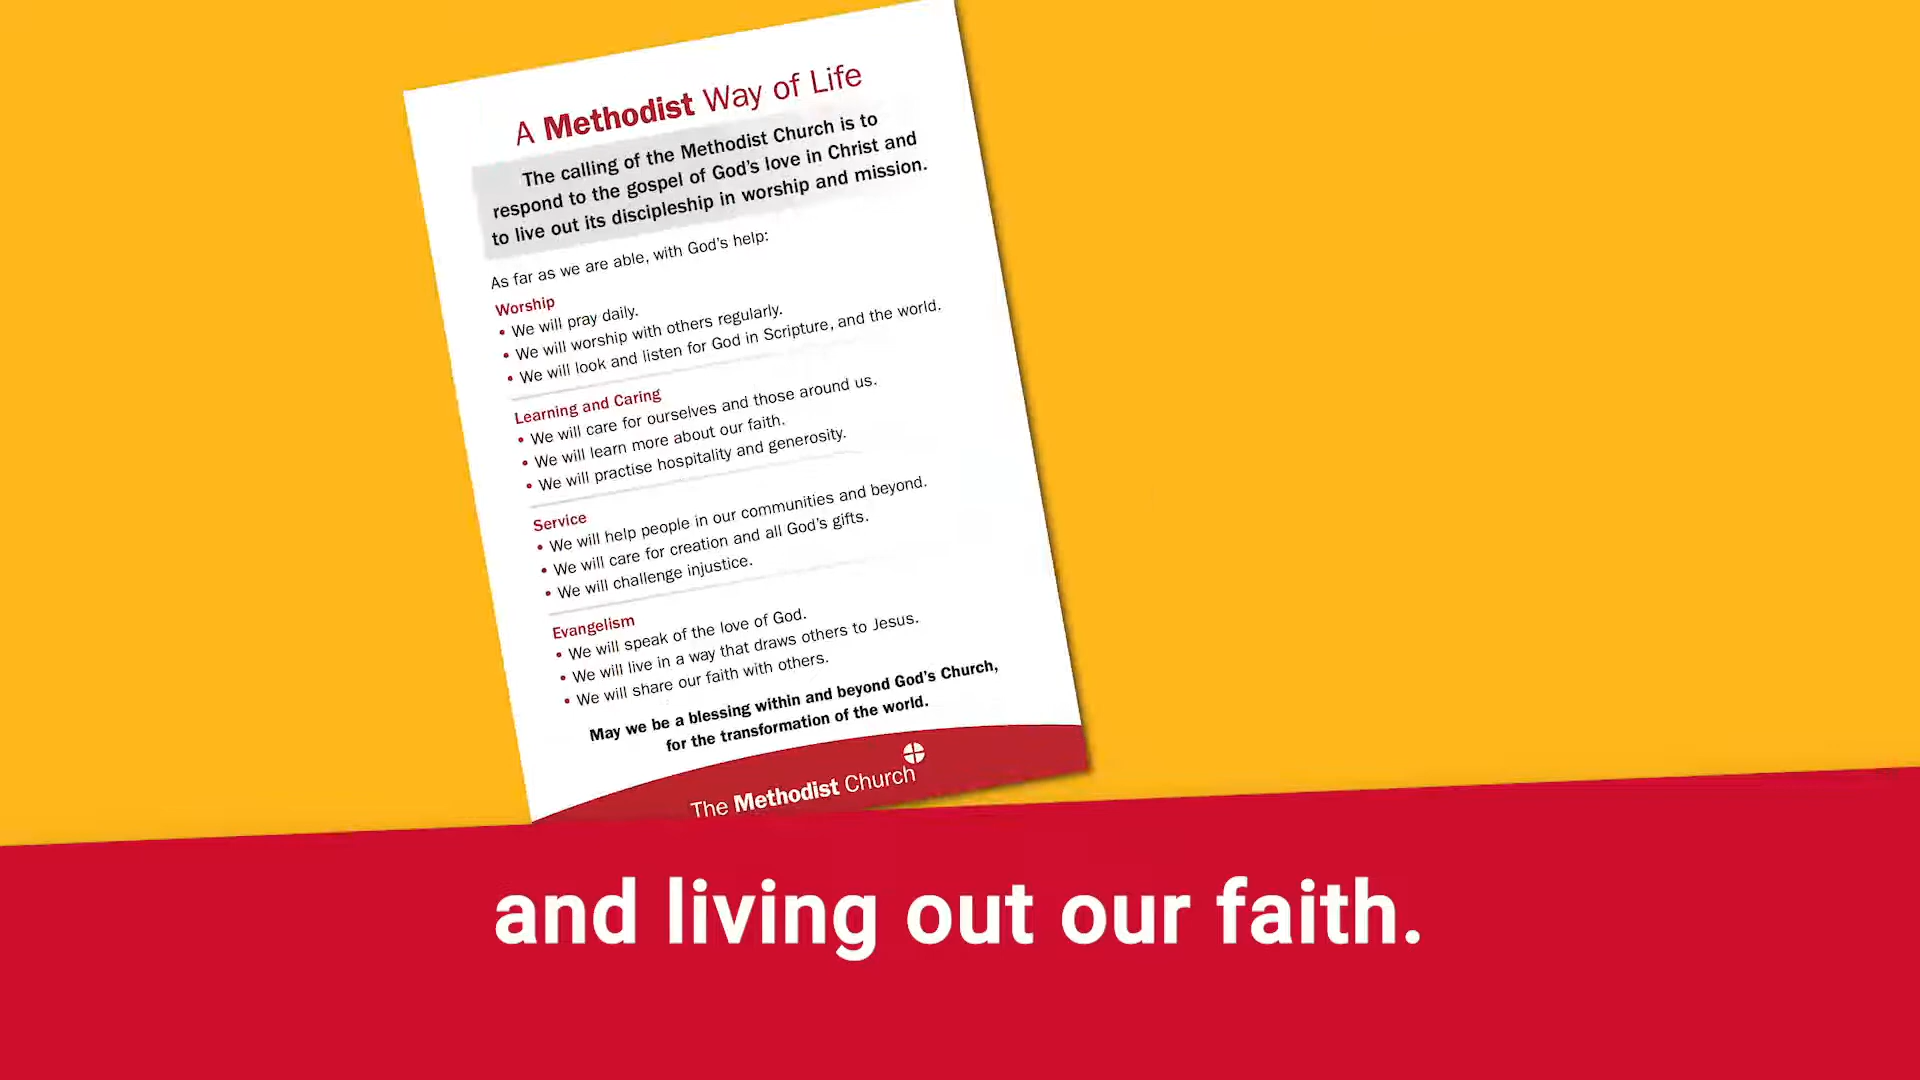 A Methodist Way of Life
The calling of the Methodist Church is to
respond to the gospel of God's love in Christ and
to live out its discipleship in worship and mission.
As far as we are able, with God's help:
Worship
• We will pray daily.
• We will worship with others regularly.
• We will look and listen for God in Scripture, and the world.
Learning and Caring
• We will care for ourselves and those around us.
• We will learn more about our faith.
• We will practise hospitality and generosity.
Service
• We will help people in our communities and beyond.
• We will care for creation and all God's gifts.
• We will challenge injustice.
Evangelism
• We will speak of the love of God.
• We will live in a way that draws others to Jesus.
• We will share our faith with others.
May we be a blessing within and beyond God's Church,
for the transformation of the world.
The Methodist Church
and living out our faith.